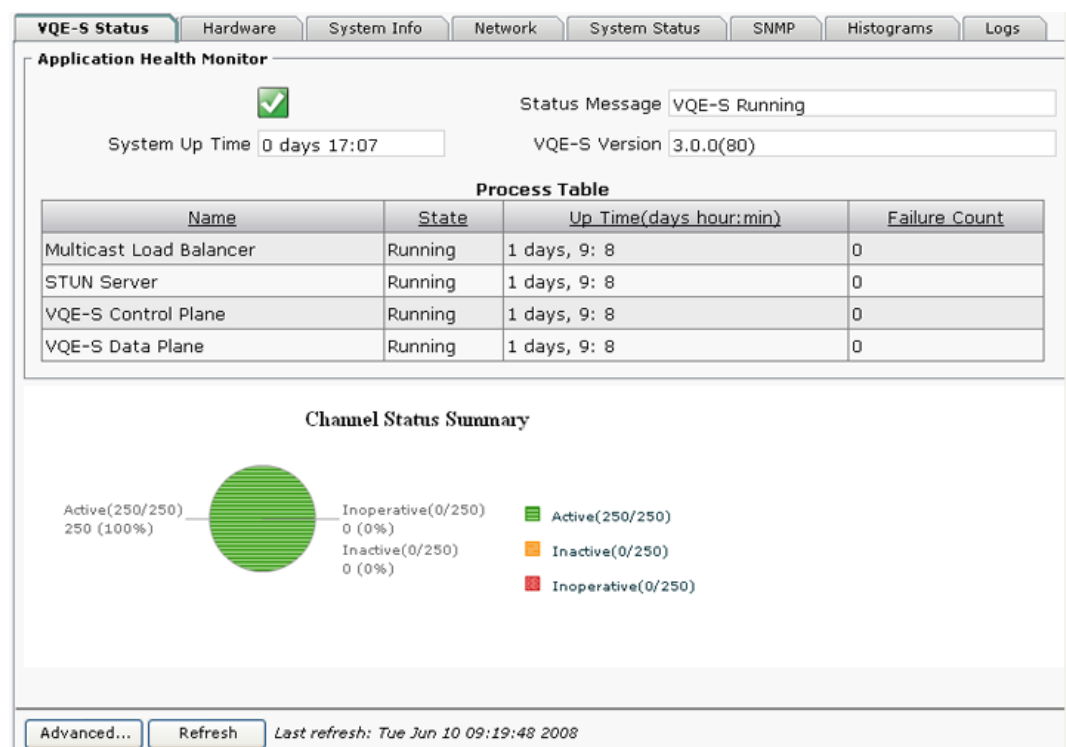 VQE-S Status Hardware System Info Network System Status SNMP Histograms Logs
Application Health Monitor
Status Message VQE-S Running
System Up Time 0 days 17:07 VQE-S Version 3.0.0(80)
Process Table
Name State Up Time(days hour:min) Failure Count
Multicast Load Balancer Running 1 days, 9: 8 0
STUN Server Running 1 days, 9: 8 0
VQE-S Control Plane Running 1 days, 9: 8 0
VQE-S Data Plane Running 1 days, 9: 8 0
Channel Status Summary
Active(250/250)
250 (100%)
Inoperative(0/250)
0 (0%)
Inactive(0/250)
0 (0%)
Active(250/250)
Inactive(0/250)
Inoperative(0/250)
Advanced... Refresh Last refresh: Tue Jun 10 09:19:48 2008